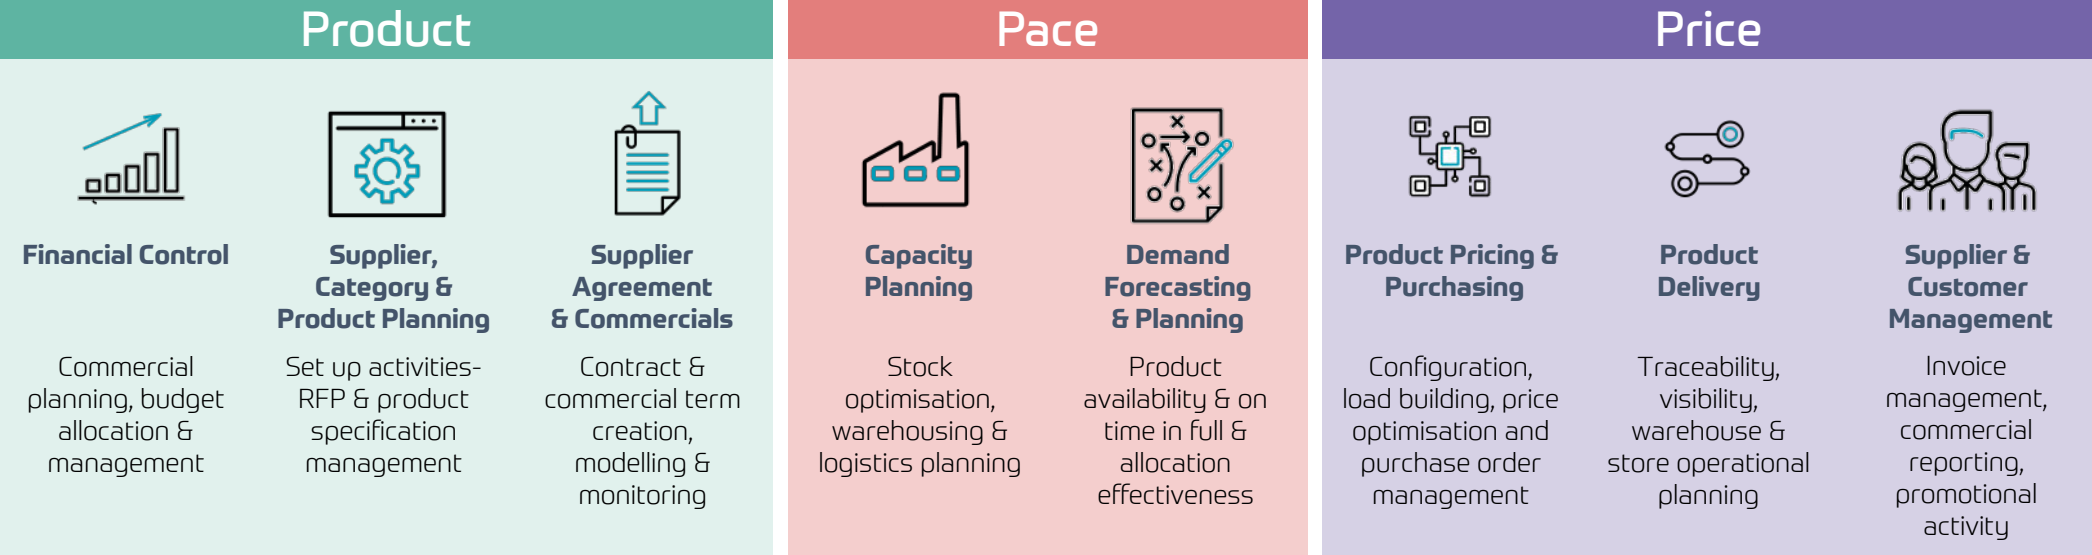 Product
Financial Control
Commercial
planning, budget
allocation &
management
Supplier,
Category &
Product Planning
Set up activities-
RFP & product
specification
management
Supplier
Agreement
& Commercials
Contract &
commercial term
creation,
modelling &
monitoring
Pace
Capacity
Planning
Stock
optimisation,
warehousing &
logistics planning
Demand
Forecasting
& Planning
Product
availability & on
time in full &
allocation
effectiveness
Price
Product Pricing &
Purchasing
Configuration,
load building, price
optimisation and
purchase order
management
Product
Delivery
Traceability,
visibility,
warehouse &
store operational
planning
Supplier &
Customer
Management
Invoice
management,
commercial
reporting,
promotional
activity